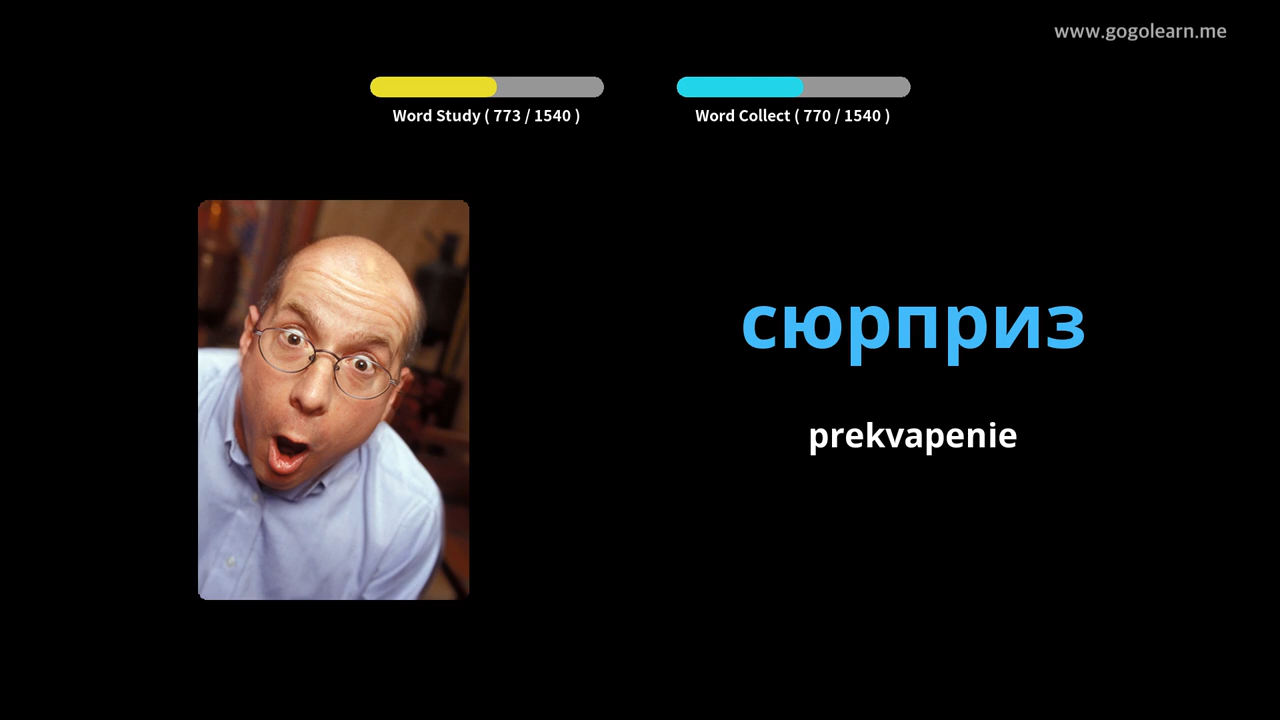 www.gogolearn.me
Word Study ( 773 / 1540 )
Word Collect ( 770 / 1540 )
сюрприз
prekvapenie